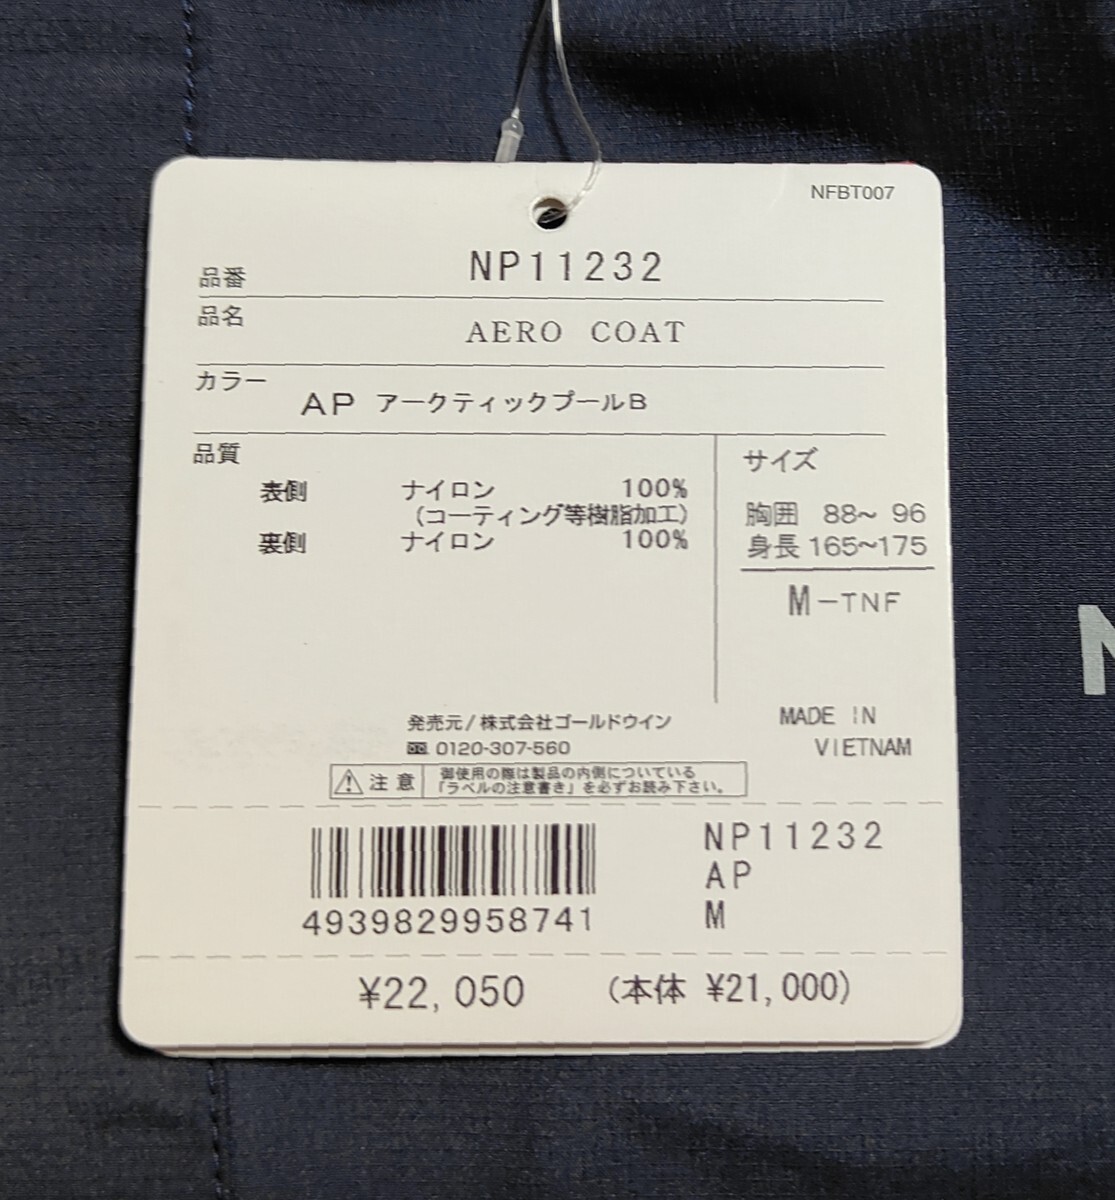 NFBT007
品番 NP11232
品名 AERO COAT
カラー AP アークティックプールB
品質
表側 ナイロン 100%
(コーティング等樹脂加工)
裏側 ナイロン 100%
サイズ
胸囲 88~ 96
身長 165~175
M-TNF
MADE IN
VIETNAM
発売元/株式会社ゴールドウイン
0120-307-560
注意 御使用の際は製品の内側についている
「ラベルの注意書き」を必ずお読み下さい。
4939829958741
NP11232
AP
M
¥22,050 (本体 ¥21,000)
N